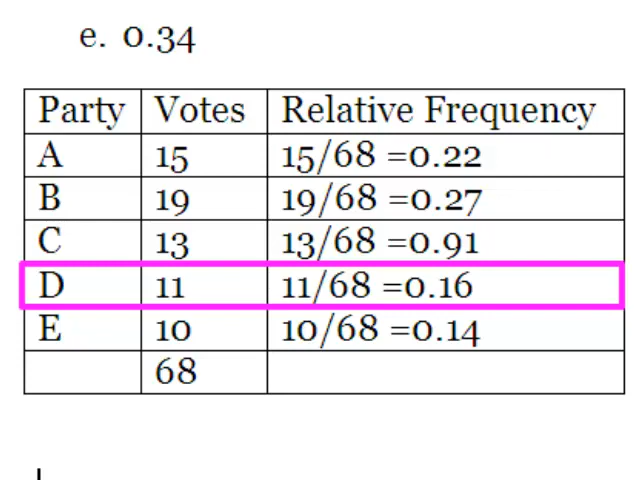 e. 0.34
Party Votes Relative Frequency
A 15 15/68 =0.22
B 19 19/68 =0.27
C 13 13/68 =0.91
D 11 11/68 =0.16
E 10 10/68 =0.14
68